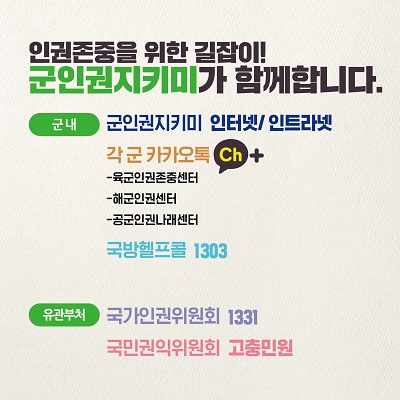 인권존중을 위한 길잡이!
군인권지키미가 함께합니다.
군 내 군인권지키미 인터넷/ 인트라넷
각 군 카카오톡 Ch+
-육군인권존중센터
-해군인권센터
-공군인권나래센터
국방헬프콜 1303
유관부처 국가인권위원회 1331
국민권익위원회 고충민원